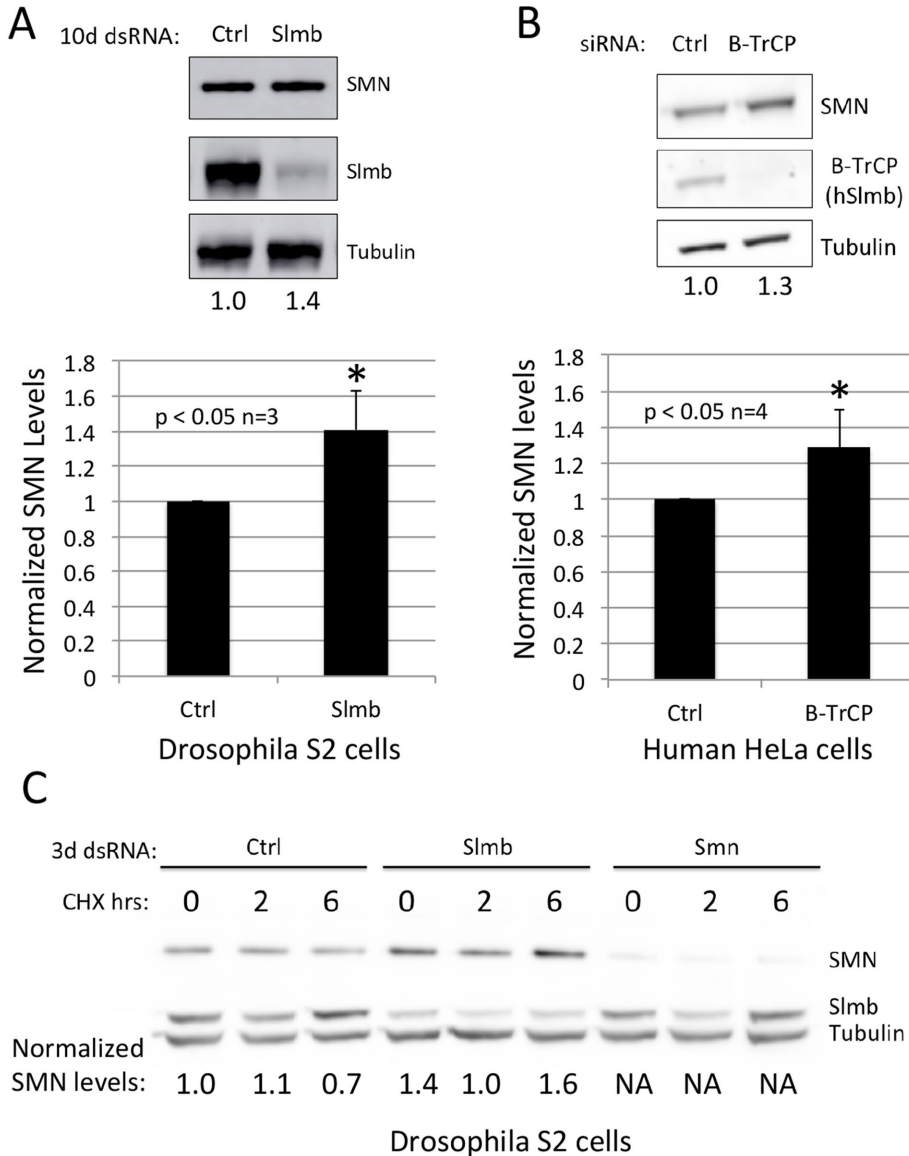 A
10d dsRNA: Ctrl Slmb
SMN
Slmb
Tubulin
1.0 1.4
1.8
1.6
1.4
1.2
1
0.8
0.6
0.4
0.2
0
Normalized SMN Levels
*
p < 0.05 n=3
Ctrl Slmb
Drosophila S2 cells
B
siRNA: Ctrl B-TrCP
SMN
B-TrCP
(hSlmb)
Tubulin
1.0 1.3
1.8
1.6
1.4
1.2
1
0.8
0.6
0.4
0.2
0
Normalized SMN levels
*
p < 0.05 n=4
Ctrl B-TrCP
Human HeLa cells
C
3d dsRNA: Ctrl Slmb Smn
CHX hrs: 0 2 6 0 2 6 0 2 6
SMN
Slmb
Tubulin
Normalized
SMN levels: 1.0 1.1 0.7 1.4 1.0 1.6 NA NA NA
Drosophila S2 cells